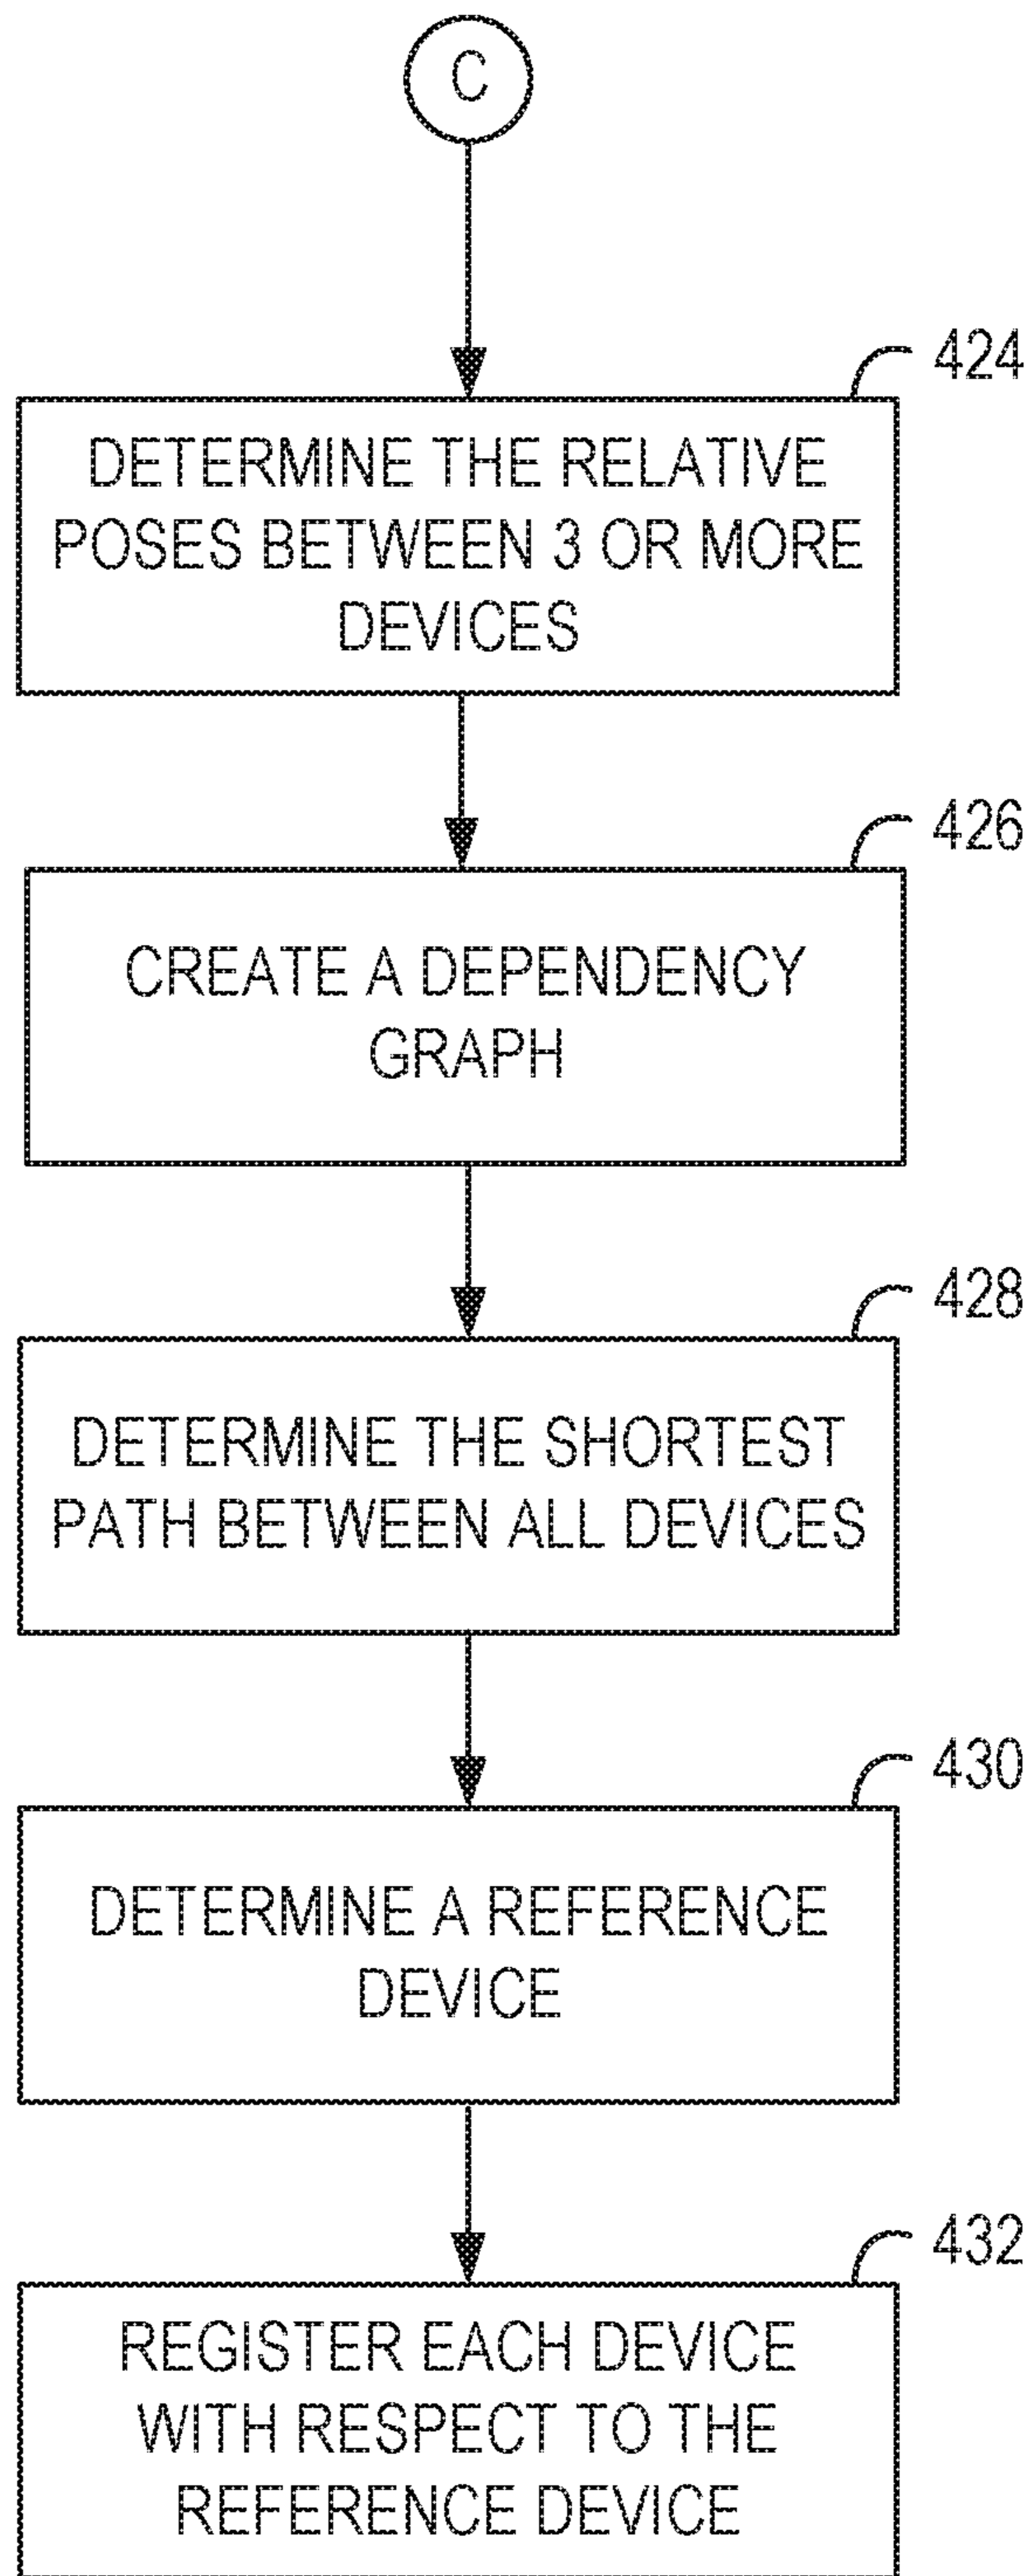 C
424
DETERMINE THE RELATIVE
POSES BETWEEN 3 OR MORE
DEVICES
426
CREATE A DEPENDENCY
GRAPH
428
DETERMINE THE SHORTEST
PATH BETWEEN ALL DEVICES
430
DETERMINE A REFERENCE
DEVICE
432
REGISTER EACH DEVICE
WITH RESPECT TO THE
REFERENCE DEVICE